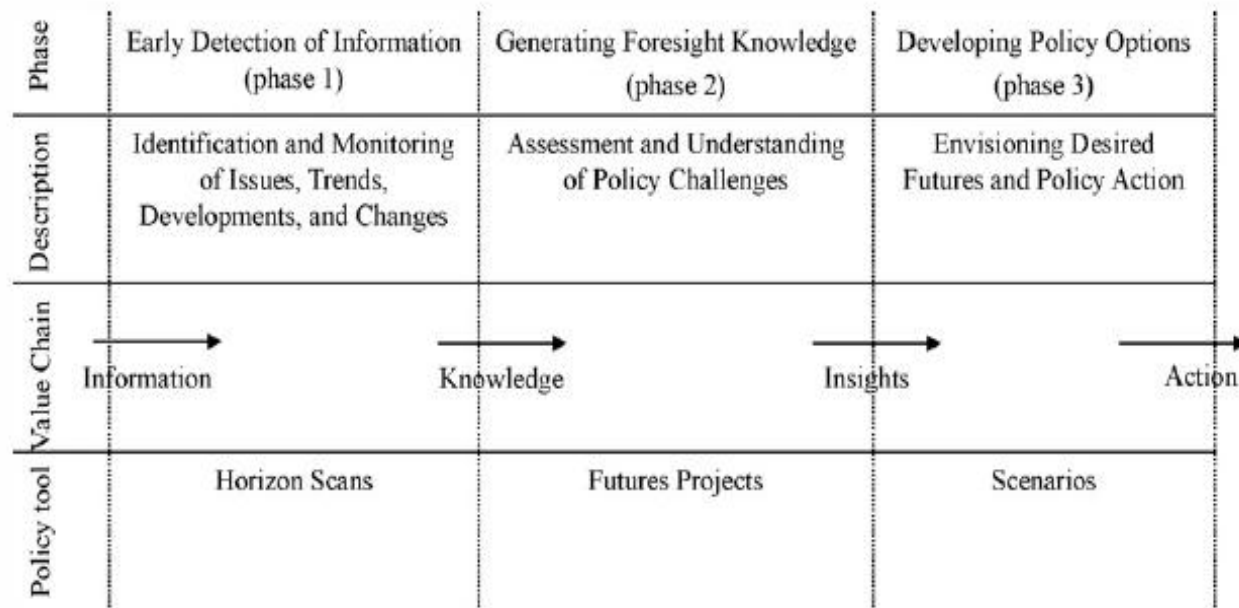 Phase
Early Detection of Information
(phase 1)
Generating Foresight Knowledge
(phase 2)
Developing Policy Options
(phase 3)
Description
Identification and Monitoring
of Issues, Trends,
Developments, and Changes
Assessment and Understanding
of Policy Challenges
Envisioning Desired
Futures and Policy Action
Value Chain
Information
Knowledge
Insights
Action
Policy tool
Horizon Scans
Futures Projects
Scenarios